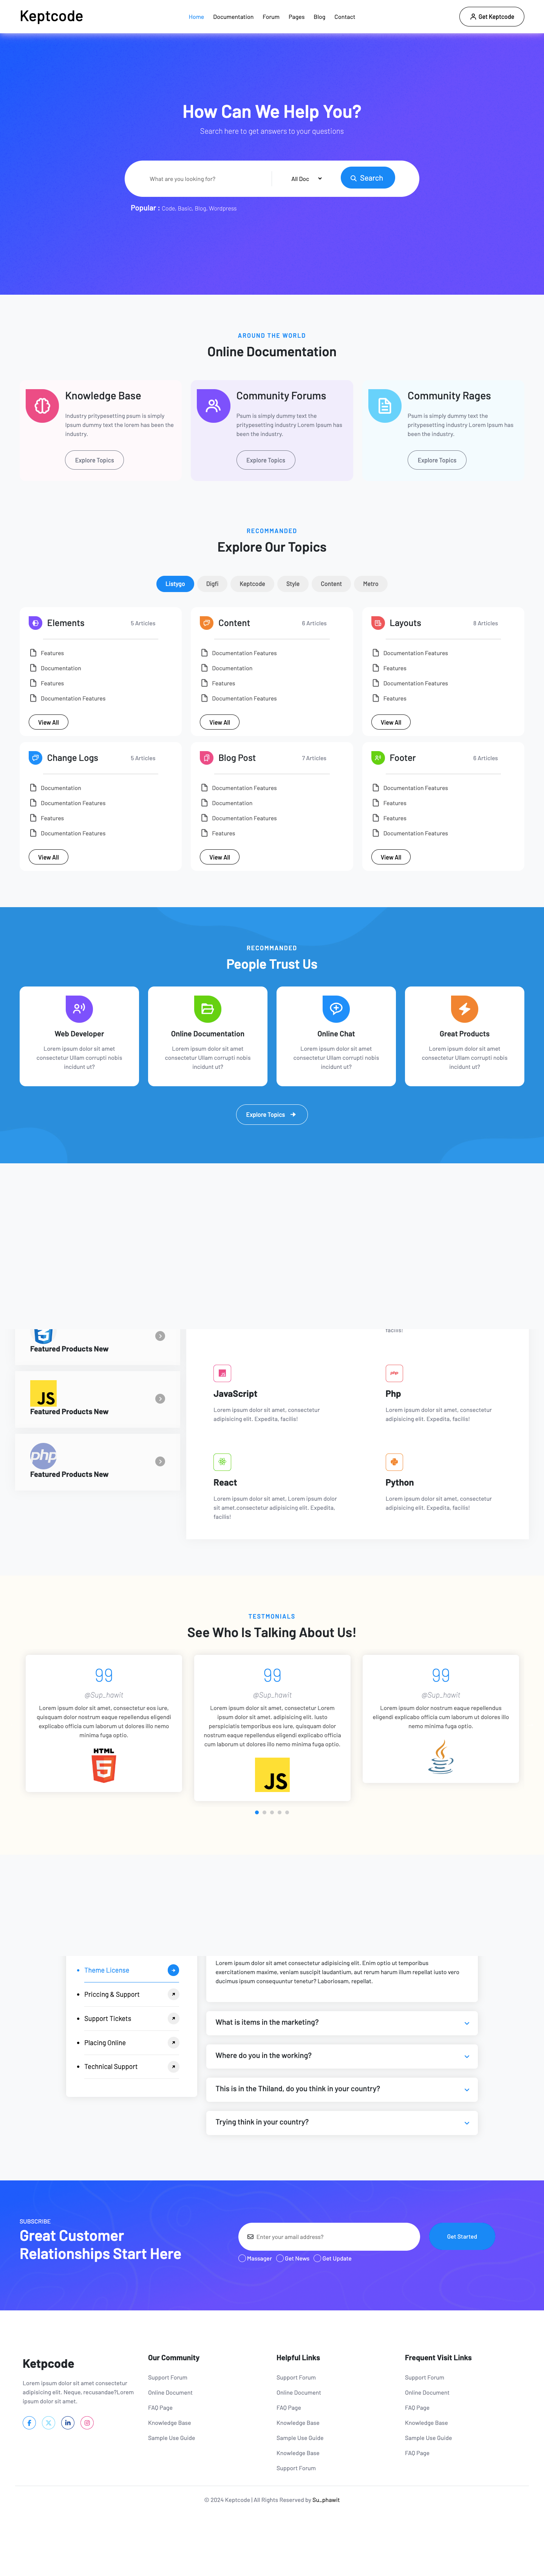 Keptcode
Home Documentation Forum Pages Blog Contact
Get Keptcode
How Can We Help You?
Search here to get answers to your questions
What are you looking for?
All Doc
Search
Popular : Code, Basic, Blog, Wordpress
AROUND THE WORLD
Online Documentation
Knowledge Base
Industry pritypesetting psum is simply
Ipsum dummy text the lorem has been the
industry.
Explore Topics
Community Forums
Psum is simply dummy text the
pritypesetting industry Lorem Ipsum has
been the industry.
Explore Topics
Community Rages
Psum is simply dummy text the
pritypesetting industry Lorem Ipsum has
been the industry.
Explore Topics
RECOMMANDED
Explore Our Topics
Listygo Digfl Keptcode Style Content Metro
Elements 5 Articles
Features
Documentation
Features
Documentation Features
View All
Content 6 Articles
Documentation Features
Documentation
Features
Documentation Features
View All
Layouts 8 Articles
Documentation Features
Features
Documentation Features
Features
View All
Change Logs 5 Articles
Documentation
Documentation Features
Features
Documentation Features
View All
Blog Post 7 Articles
Documentation Features
Documentation
Documentation Features
Features
View All
Footer 6 Articles
Documentation Features
Features
Features
Documentation Features
View All
RECOMMANDED
People Trust Us
Web Developer
Lorem ipsum dolor sit amet
consectetur Ullam corrupti nobis
incidunt ut?
Online Documentation
Lorem ipsum dolor sit amet
consectetur Ullam corrupti nobis
incidunt ut?
Online Chat
Lorem ipsum dolor sit amet
consectetur Ullam corrupti nobis
incidunt ut?
Great Products
Lorem ipsum dolor sit amet
consectetur Ullam corrupti nobis
incidunt ut?
Explore Topics
Featured Products New
JS
Featured Products New
php
Featured Products New
facilis!
JavaScript
Lorem ipsum dolor sit amet, consectetur
adipisicing elit. Expedita, facilis!
Php
Lorem ipsum dolor sit amet, consectetur
adipisicing elit. Expedita, facilis!
React
Lorem ipsum dolor sit amet, Lorem ipsum dolor
sit amet.consectetur adipisicing elit. Expedita,
facilis!
Python
Lorem ipsum dolor sit amet, consectetur
adipisicing elit. Expedita, facilis!
TESTMONIALS
See Who Is Talking About Us!
99
@Sup_hawit
Lorem ipsum dolor sit amet, consectetur eos iure,
quisquam dolor nostrum eaque repellendus eligendi
explicabo officia cum laborum ut dolores illo nemo
minima fuga optio.
HTML
5
99
@Sup_hawit
Lorem ipsum dolor sit amet, consectetur Lorem
ipsum dolor sit amet. adipisicing elit. Iusto
perspiciatis temporibus eos iure, quisquam dolor
nostrum eaque repellendus eligendi explicabo officia
cum laborum ut dolores illo nemo minima fuga optio.
JS
99
@Sup_hawit
Lorem ipsum dolor nostrum eaque repellendus
eligendi explicabo officia cum laborum ut dolores illo
nemo minima fuga optio.
Theme License
Priccing & Support
Support Tickets
Placing Online
Technical Support
Lorem ipsum dolor sit amet consectetur adipisicing elit. Enim optio ut temporibus
exercitationem maxime, veniam suscipit laudantium, aut rerum harum illum repellat iusto vero
ducimus ipsum consequuntur tenetur? Laboriosam, repellat.
What is items in the marketing?
Where do you in the working?
This is in the Thiland, do you think in your country?
Trying think in your country?
SUBSCRIBE
Great Customer
Relationships Start Here
Enter your amail address?
Get Started
Massager Get News Get Update
Ketpcode
Lorem ipsum dolor sit amet consectetur
adipisicing elit. Neque, recusandae?Lorem
ipsum dolor sit amet.
Our Community
Support Forum
Online Document
FAQ Page
Knowledge Base
Sample Use Guide
Helpful Links
Support Forum
Online Document
FAQ Page
Knowledge Base
Sample Use Guide
Knowledge Base
Support Forum
Frequent Visit Links
Support Forum
Online Document
FAQ Page
Knowledge Base
Sample Use Guide
FAQ Page
© 2024 Keptcode | All Rights Reserved by Su_phawit